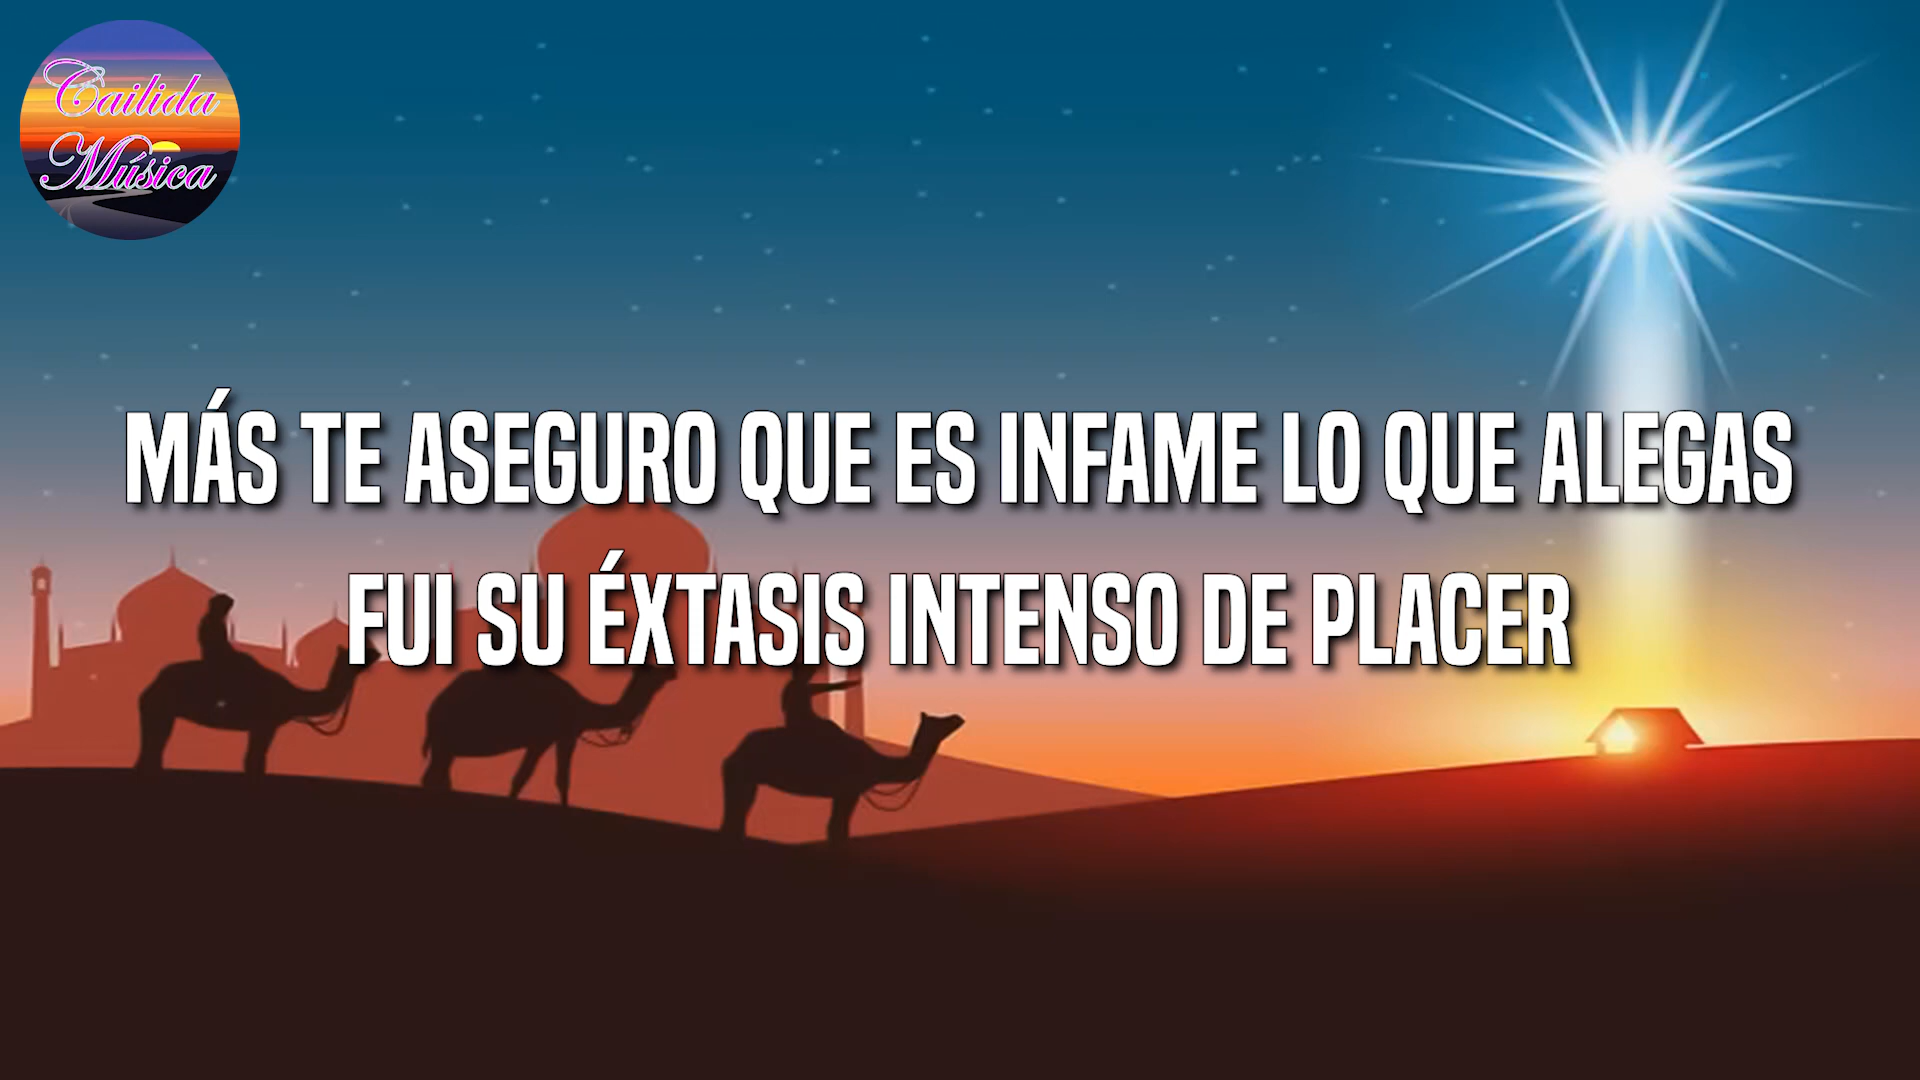 Cailida
Música
MÁS TE ASEGURO QUE ES INFAME LO QUE ALEGAS
FUI SU ÉXTASIS INTENSO DE PLACER